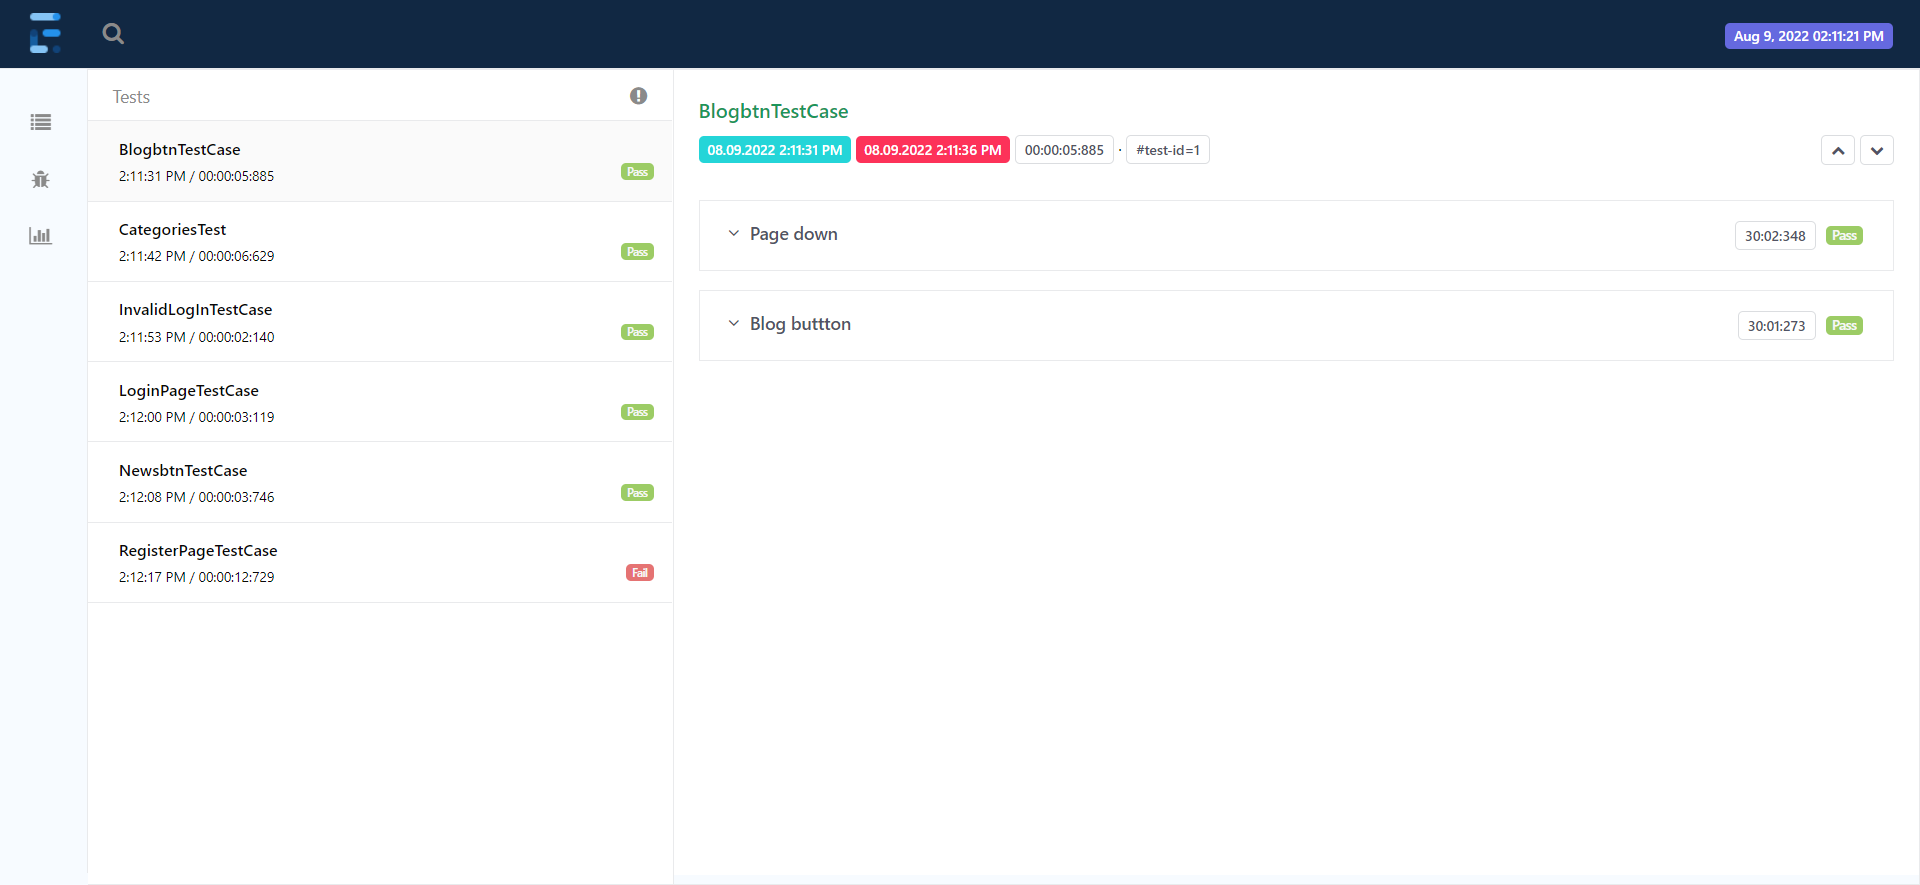 Aug 9, 2022 02:11:21 PM
Tests
BlogbtnTestCase
2:11:31 PM / 00:00:05:885
Pass
CategoriesTest
2:11:42 PM / 00:00:06:629
Pass
InvalidLogInTestCase
2:11:53 PM / 00:00:02:140
Pass
LoginPageTestCase
2:12:00 PM / 00:00:03:119
Pass
NewsbtnTestCase
2:12:08 PM / 00:00:03:746
Pass
RegisterPageTestCase
2:12:17 PM / 00:00:12:729
Fail
BlogbtnTestCase
08.09.2022 2:11:31 PM 08.09.2022 2:11:36 PM 00:00:05:885 · #test-id=1
Page down 30:02:348 Pass
Blog buttton 30:01:273 Pass